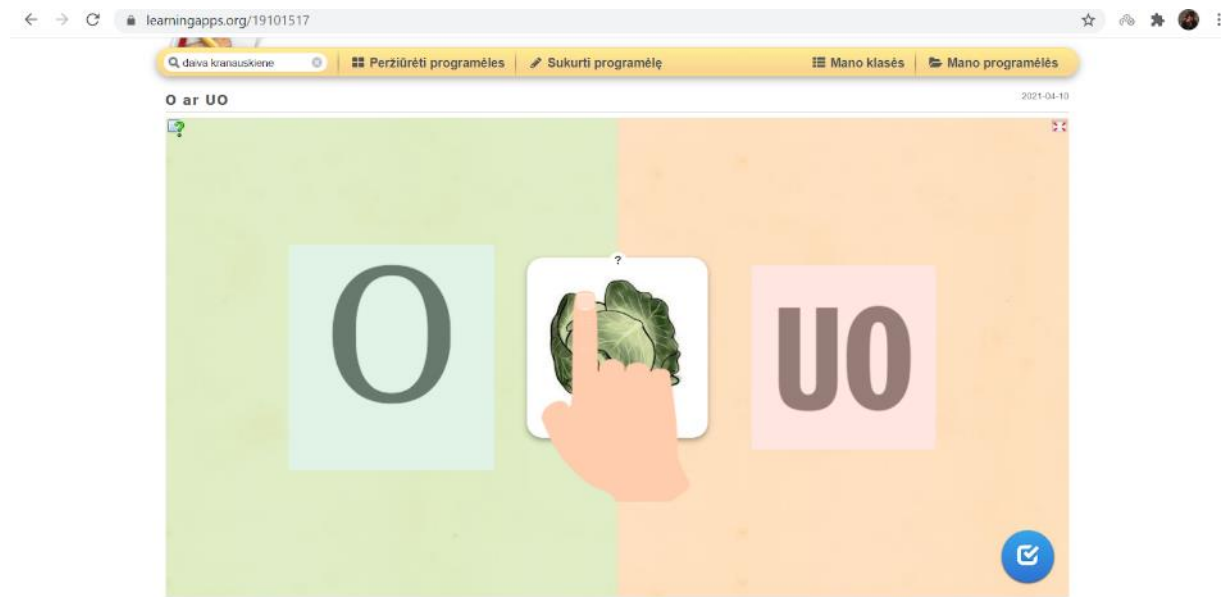 learningapps.org/19101517
daiva kranauskiene
Peržiūrėti programėles
Sukurti programėlę
Mano klasės
Mano programėlės
O ar UO
2021-04-10
?
O
UO